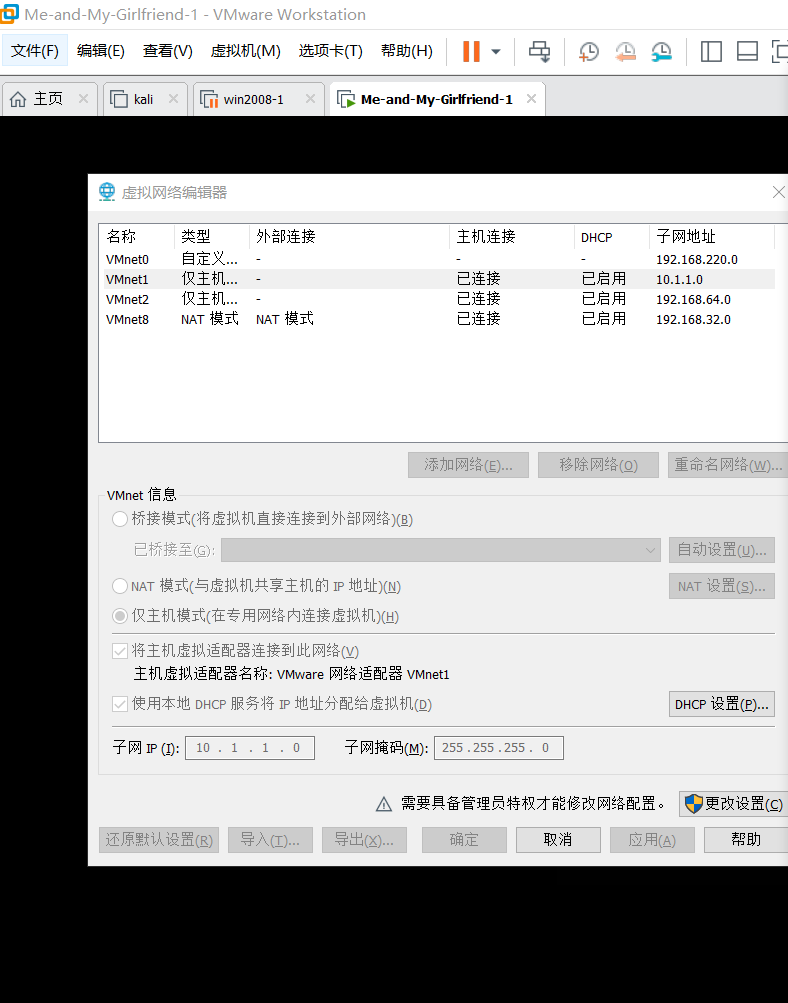 Me-and-My-Girlfriend-1 - VMware Workstation
文件(F) 编辑(E) 查看(V) 虚拟机(M) 选项卡(T) 帮助(H)
主页 kali win2008-1 Me-and-My-Girlfriend-1
虚拟网络编辑器
名称 类型 外部连接 主机连接 DHCP 子网地址
VMnet0 自定义... - - - 192.168.220.0
VMnet1 仅主机... - 已连接 已启用 10.1.1.0
VMnet2 仅主机... - 已连接 已启用 192.168.64.0
VMnet8 NAT 模式 NAT 模式 已连接 已启用 192.168.32.0
添加网络(E)... 移除网络(O) 重命名网络(W)...
VMnet 信息
桥接模式(将虚拟机直接连接到外部网络)(B)
已桥接至(G): 自动设置(U)...
NAT 模式(与虚拟机共享主机的 IP 地址)(N) NAT 设置(S)...
仅主机模式(在专用网络内连接虚拟机)(H)
将主机虚拟适配器连接到此网络(V)
主机虚拟适配器名称: VMware 网络适配器 VMnet1
使用本地 DHCP 服务将 IP 地址分配给虚拟机(D) DHCP 设置(P)...
子网 IP (I): 10 . 1 . 1 . 0 子网掩码(M): 255 . 255 . 255 . 0
需要具备管理员特权才能修改网络配置。 更改设置(C)
还原默认设置(R) 导入(T)... 导出(X)... 确定 取消 应用(A) 帮助